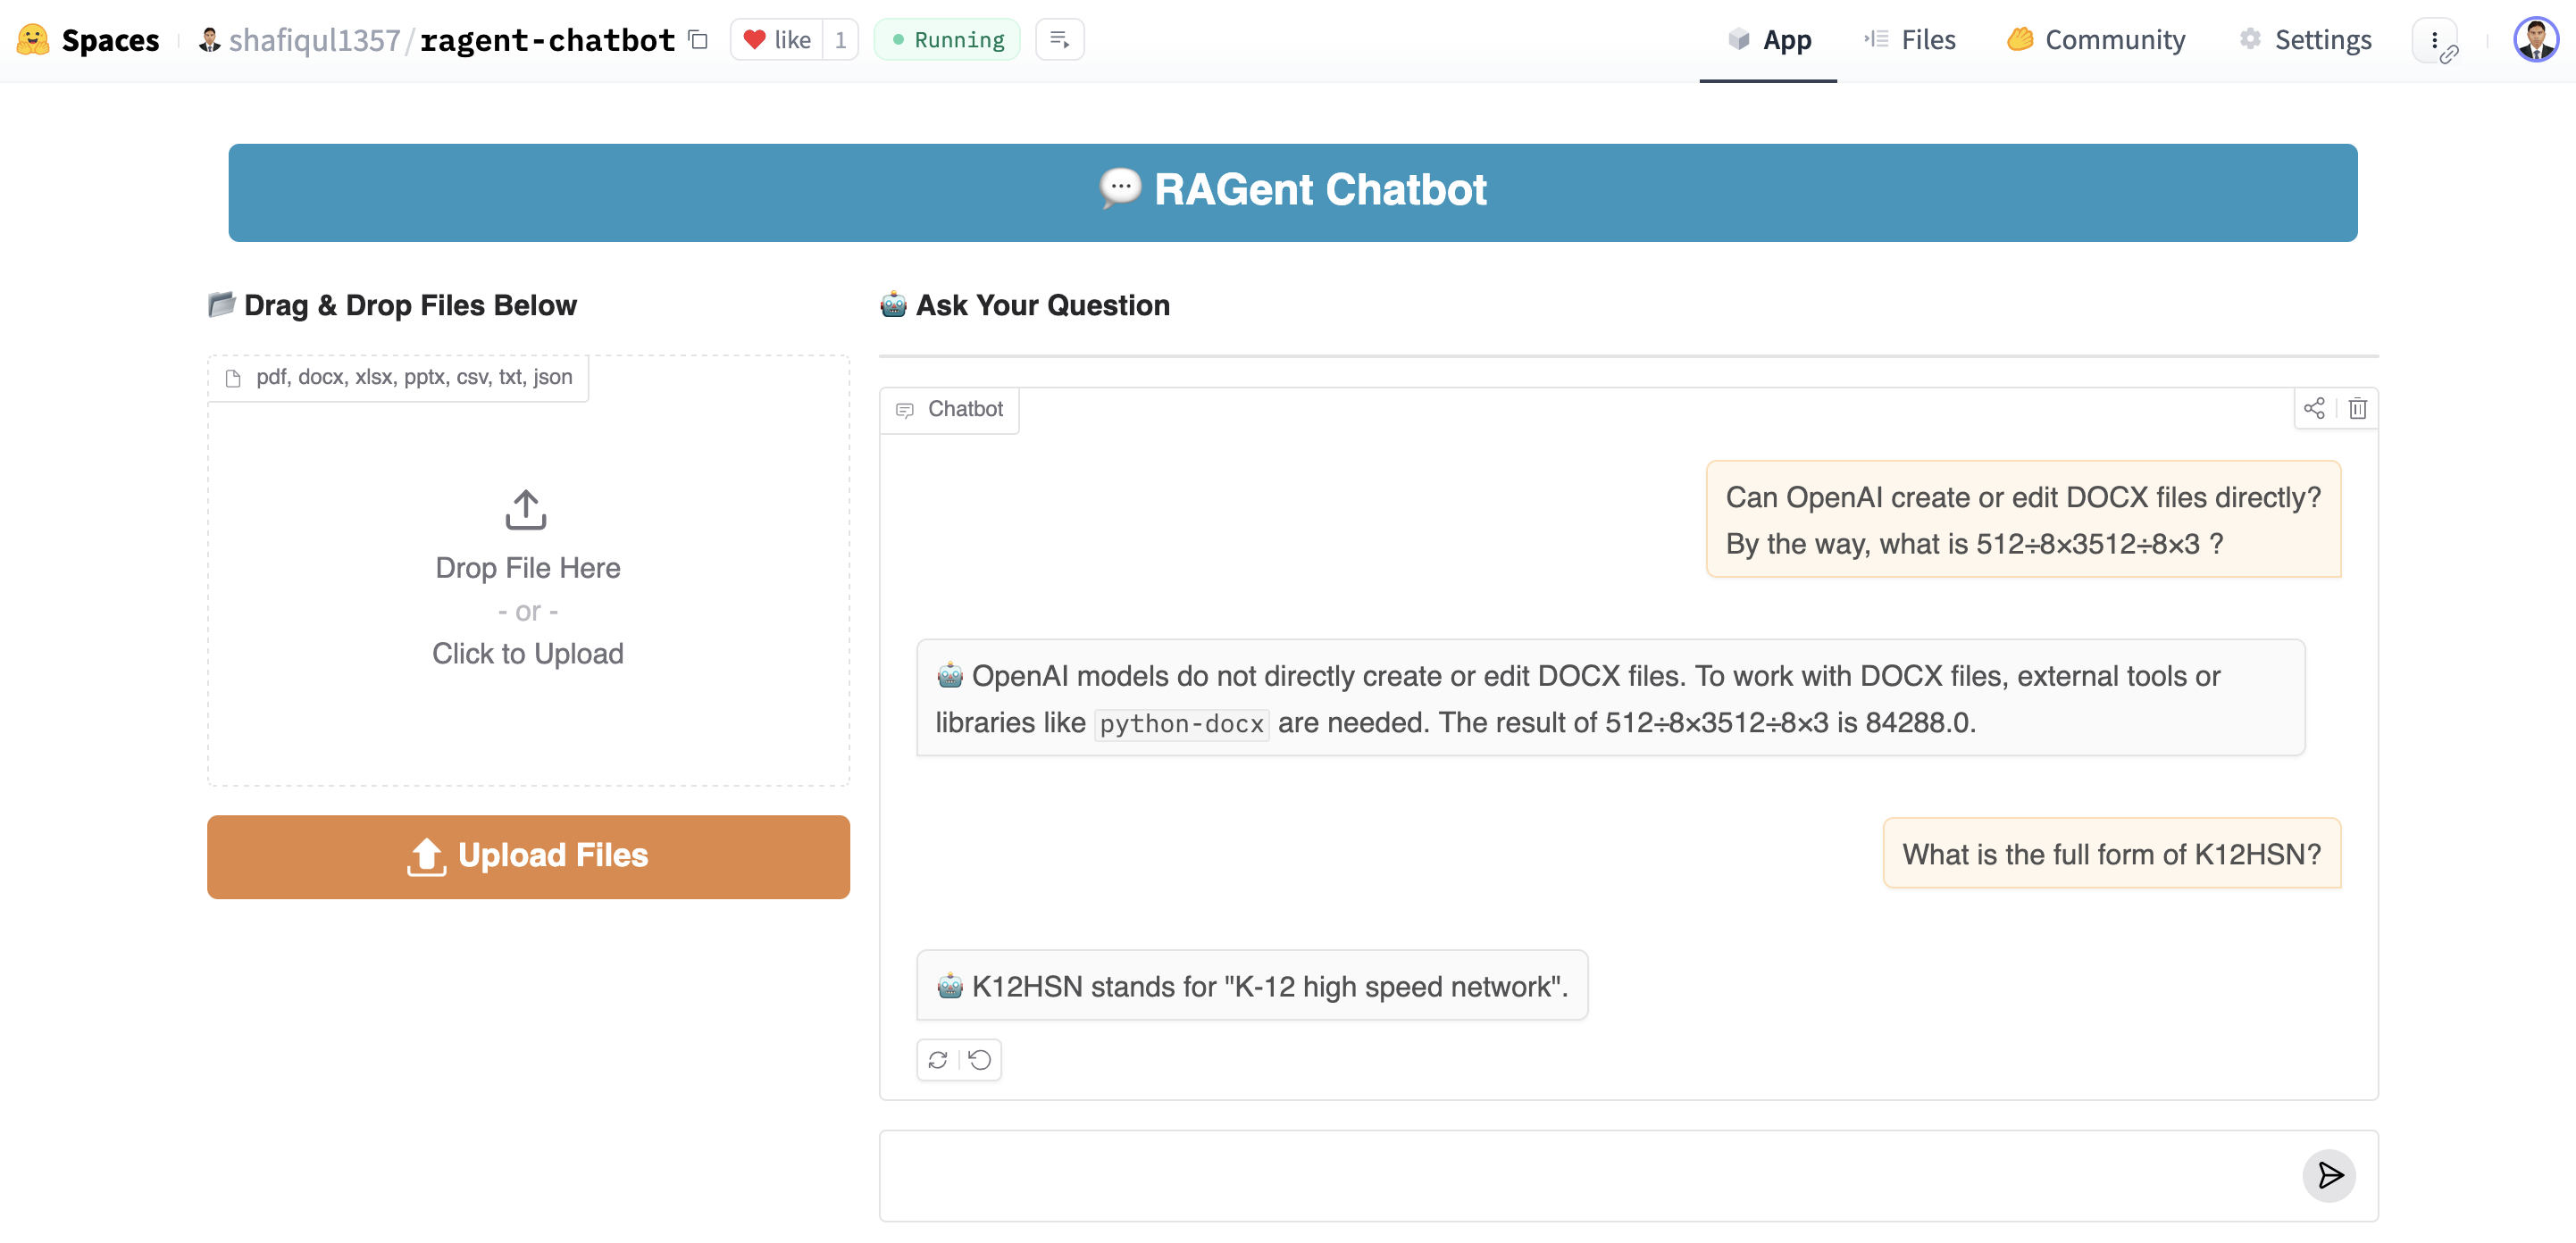 Spaces shafiqul1357/ragent-chatbot like 1 Running App Files Community Settings
RAGent Chatbot
Drag & Drop Files Below
pdf, docx, xlsx, pptx, csv, txt, json
Drop File Here
- or -
Click to Upload
Upload Files
Ask Your Question
Chatbot
Can OpenAI create or edit DOCX files directly?
By the way, what is 512÷8×3512÷8×3 ?
OpenAI models do not directly create or edit DOCX files. To work with DOCX files, external tools or
libraries like python-docx are needed. The result of 512÷8×3512÷8×3 is 84288.0.
What is the full form of K12HSN?
K12HSN stands for "K-12 high speed network".